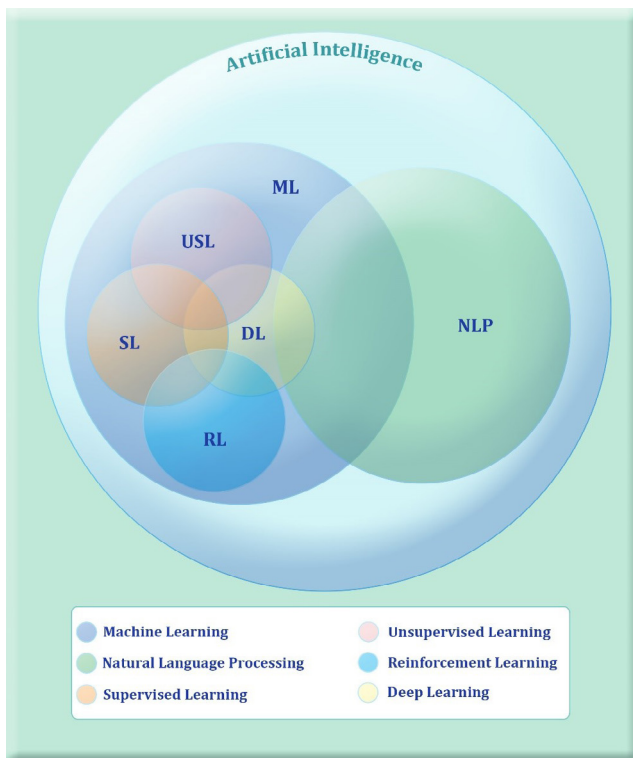 Artificial Intelligence
ML
USL
SL
DL
NLP
RL
Machine Learning
Unsupervised Learning
Natural Language Processing
Reinforcement Learning
Supervised Learning
Deep Learning